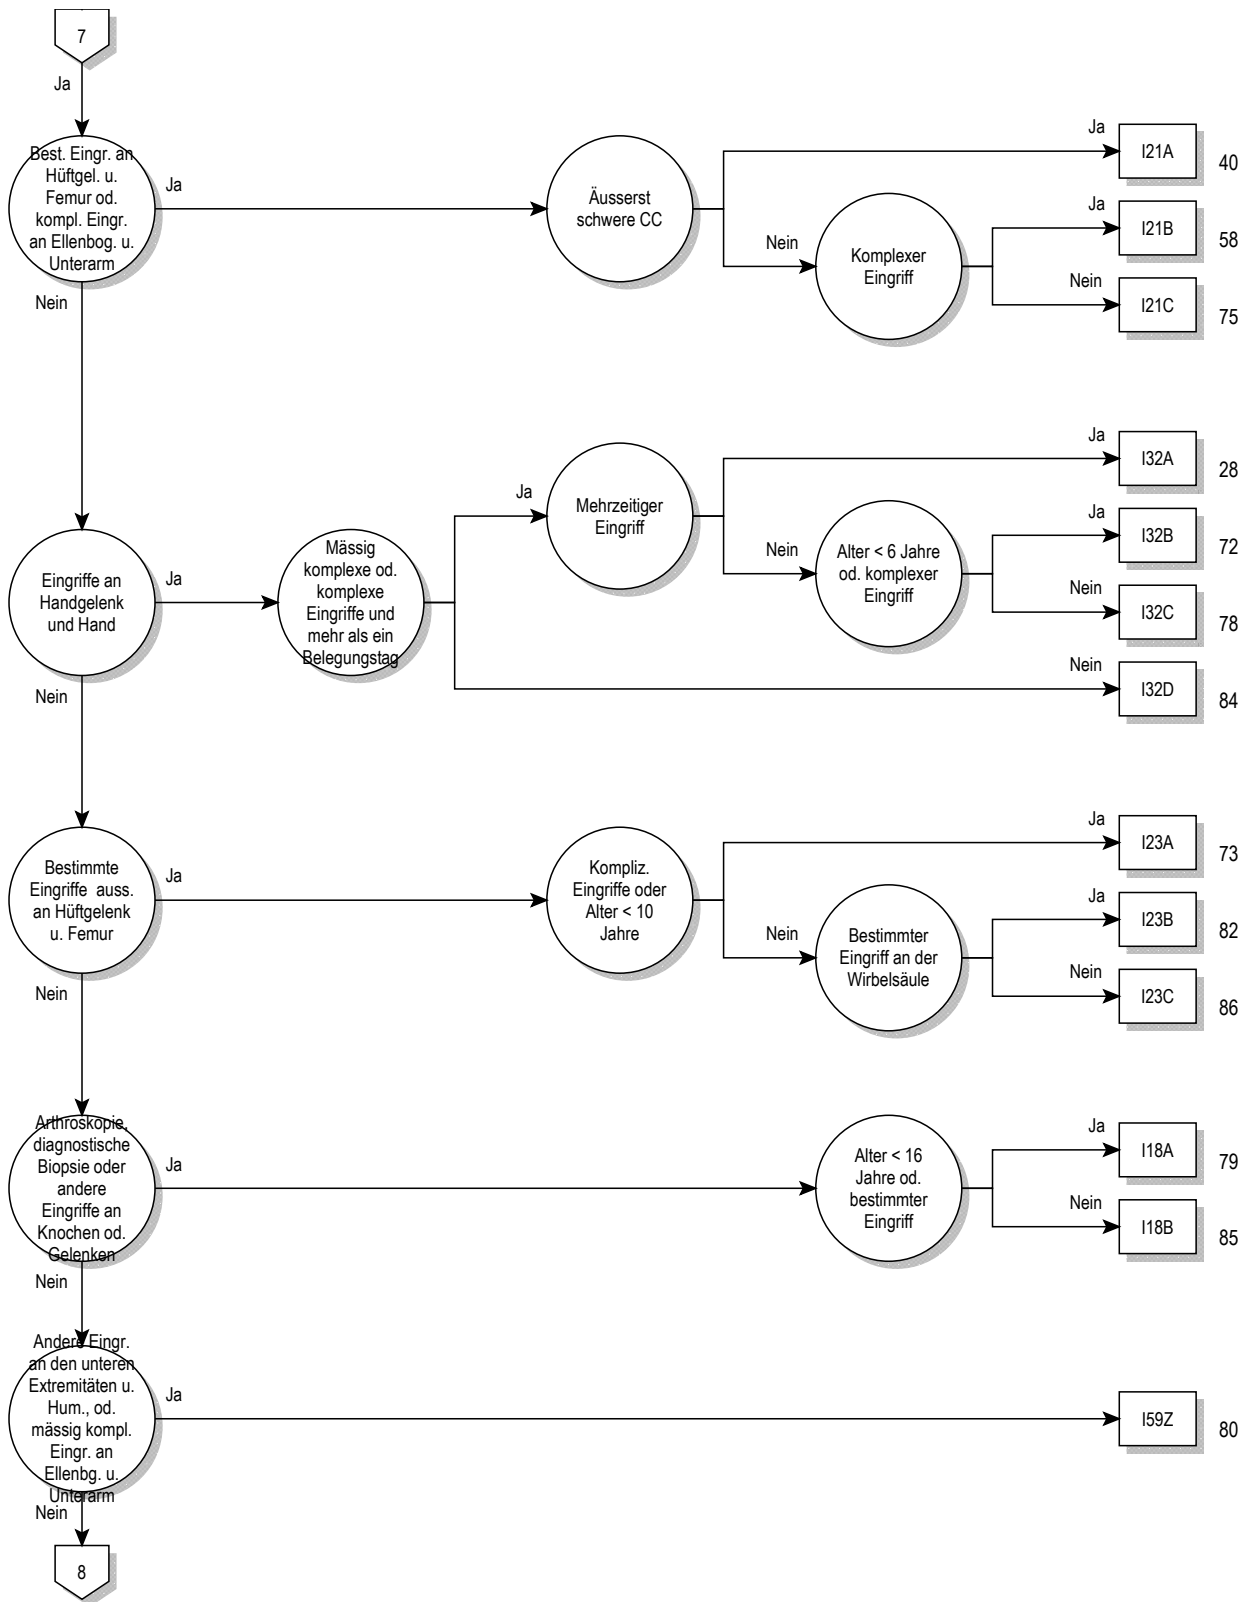 7
Ja
Best. Eingr. an
Hüftgel. u.
Femur od.
kompl. Eingr.
an Ellenbog. u.
Unterarm
Ja
Äusserst
schwere CC
Ja
I21A
40
Nein
Komplexer
Eingriff
Ja
I21B
58
Nein
I21C
75
Nein
Eingriffe an
Handgelenk
und Hand
Ja
Mässig
komplexe od.
komplexe
Eingriffe und
mehr als ein
Belegungstag
Ja
Mehrzeitiger
Eingriff
Ja
I32A
28
Nein
Alter < 6 Jahre
od. komplexer
Eingriff
Ja
I32B
72
Nein
I32C
78
Nein
I32D
84
Nein
Bestimmte
Eingriffe auss.
an Hüftgelenk
u. Femur
Ja
Kompliz.
Eingriffe oder
Alter < 10
Jahre
Ja
I23A
73
Nein
Bestimmter
Eingriff an der
Wirbelsäule
Ja
I23B
82
Nein
I23C
86
Nein
Arthroskopie,
diagnostische
Biopsie oder
andere
Eingriffe an
Knochen od.
Gelenken
Ja
Alter < 16
Jahre od.
bestimmter
Eingriff
Ja
I18A
79
Nein
I18B
85
Nein
Andere Eingr.
an den unteren
Extremitäten u.
Hum., od.
mässig kompl.
Eingr. an
Ellenbg. u.
Unterarm
Ja
I59Z
80
Nein
8